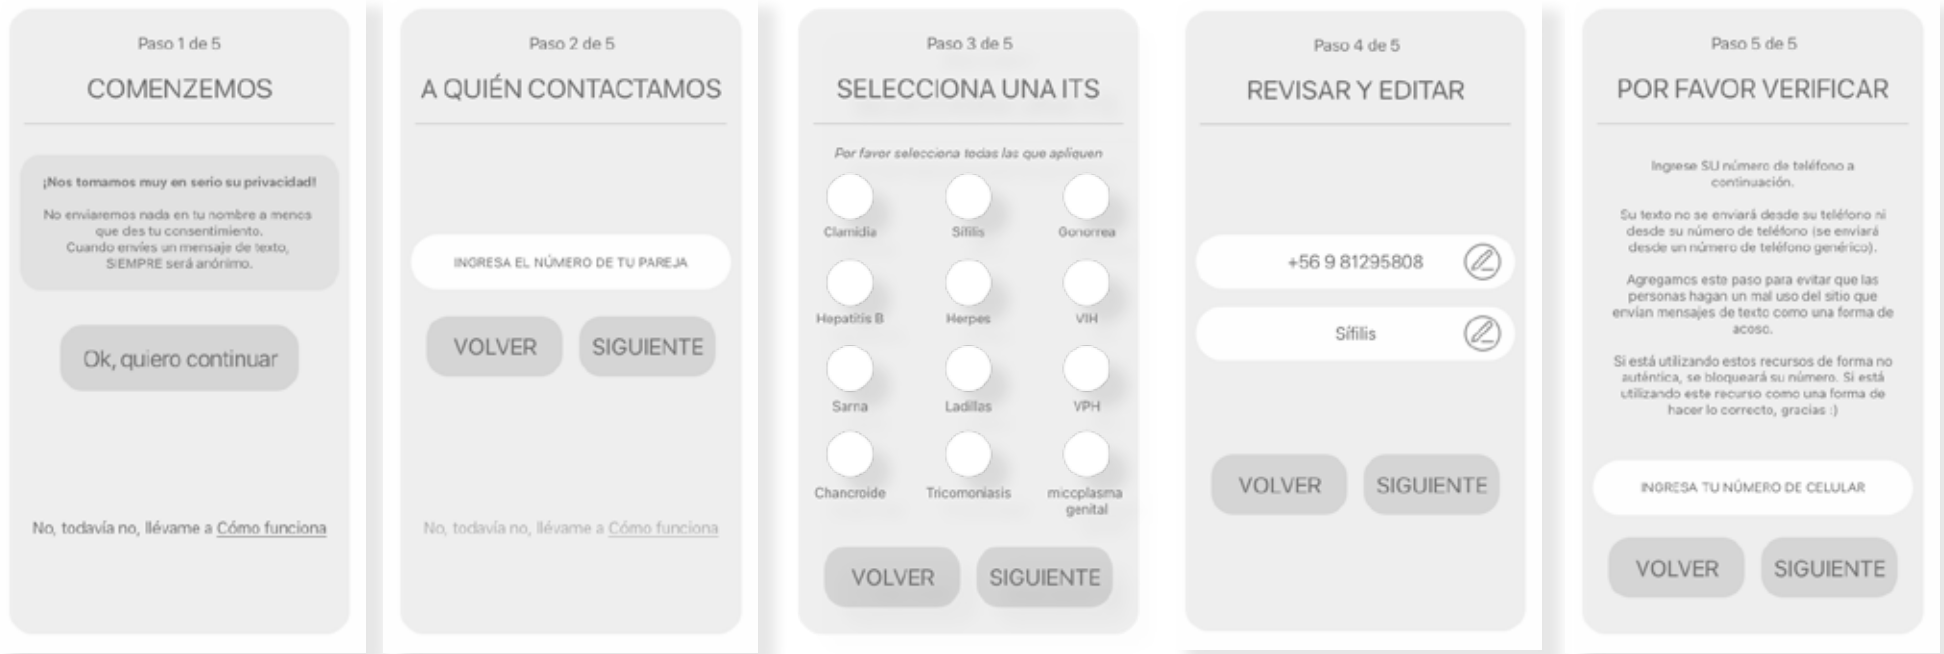 Paso 1 de 5
COMENZEMOS
¡Nos tomamos muy en serio su privacidad!
No enviaremos nada en tu nombre a menos
que des tu consentimiento.
Cuando envíes un mensaje de texto,
SIEMPRE será anónimo.
Ok, quiero continuar
No, todavía no, llévame a Cómo funciona
Paso 2 de 5
A QUIÉN CONTACTAMOS
INGRESA EL NÚMERO DE TU PAREJA
VOLVER
SIGUIENTE
No, todavía no, llévame a Cómo funciona
Paso 3 de 5
SELECCIONA UNA ITS
Por favor selecciona todas las que apliquen
Clamidia
Sífilis
Gonorrea
Hepatitis B
Herpes
VIH
Sarna
Ladillas
VPH
Chancroide
Tricomoniasis
micoplasma
genital
VOLVER
SIGUIENTE
Paso 4 de 5
REVISAR Y EDITAR
+56 9 81295808
Sífilis
VOLVER
SIGUIENTE
Paso 5 de 5
POR FAVOR VERIFICAR
Ingrese SU número de teléfono a
continuación.
Su texto no se enviará desde su teléfono ni
desde su número de teléfono (se enviará
desde un número de teléfono genérico).
Agregamos este paso para evitar que las
personas hagan un mal uso del sitio que
envían mensajes de texto como una forma de
acoso.
Si está utilizando estos recursos de forma no
auténtica, se bloqueará su número. Si está
utilizando este recurso como una forma de
hacer lo correcto, gracias :)
INGRESA TU NÚMERO DE CELULAR
VOLVER
SIGUIENTE